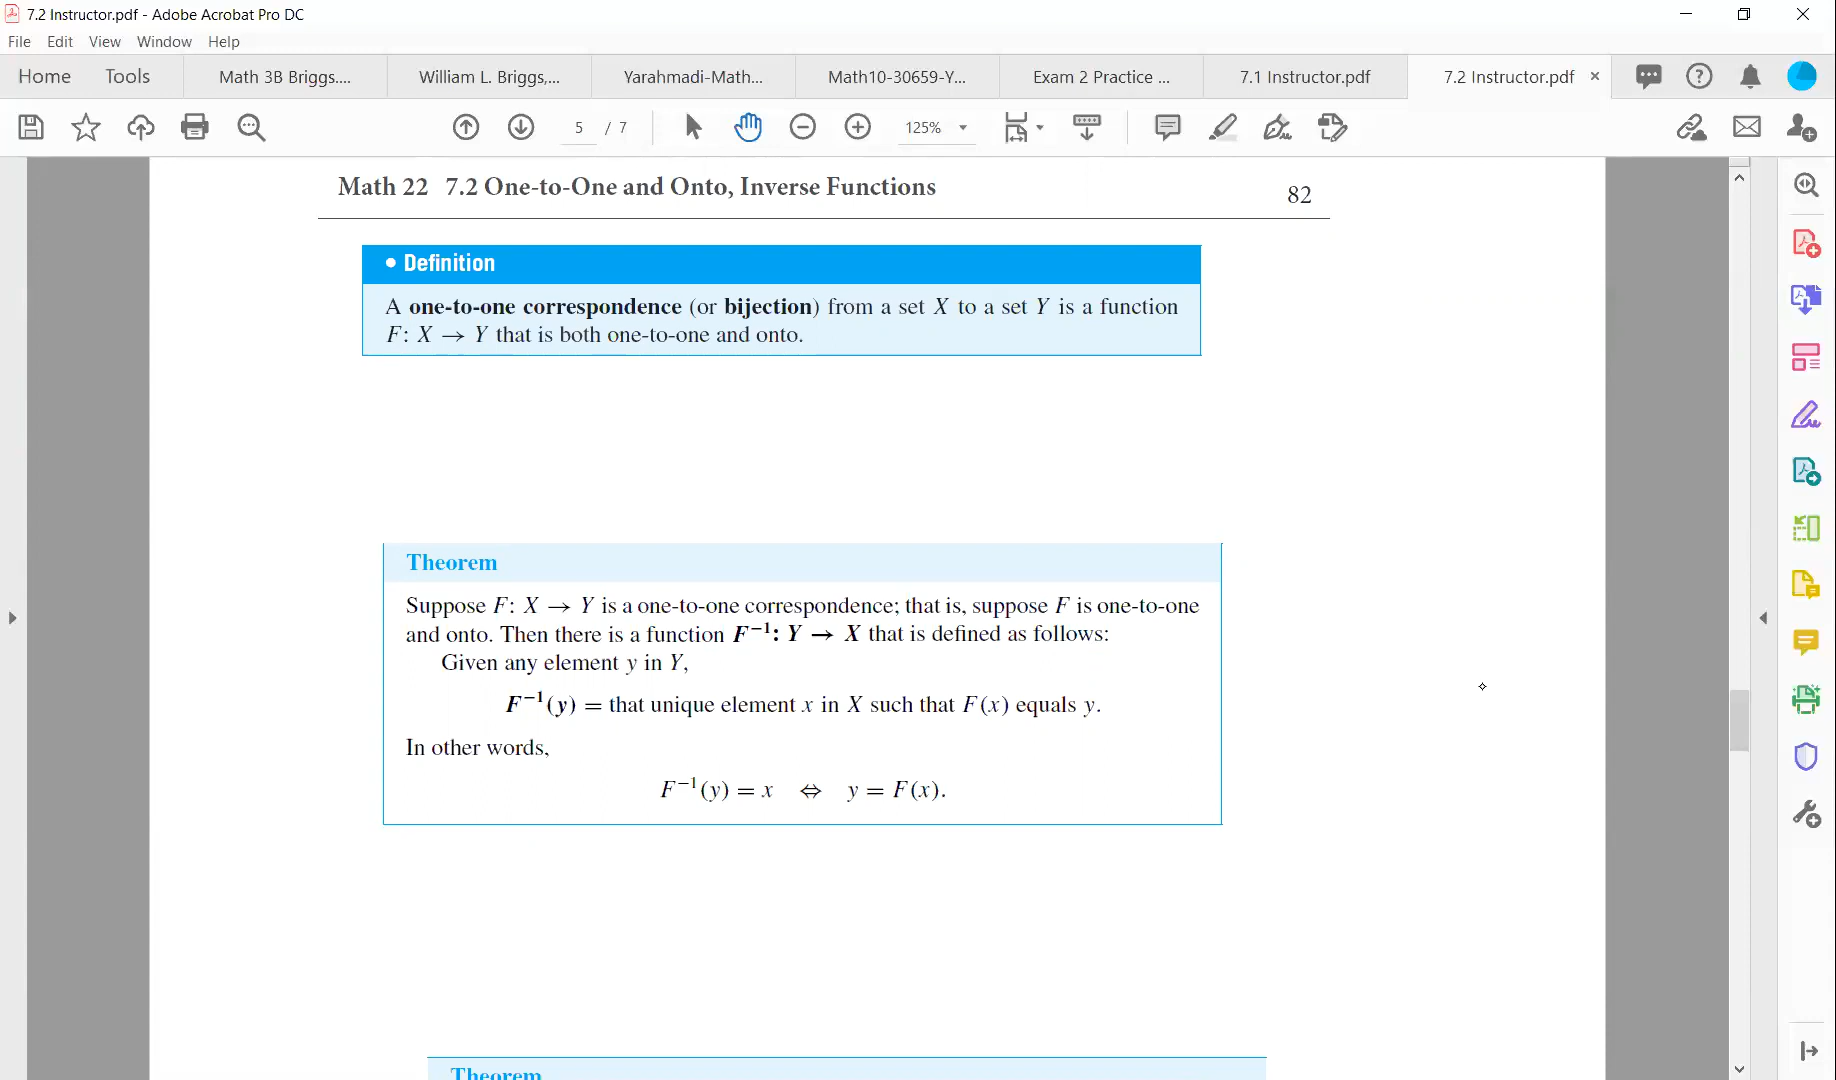 7.2 Instructor.pdf - Adobe Acrobat Pro DC
File Edit View Window Help
Home Tools Math 3B Briggs.... William L. Briggs,... Yarahmadi-Math... Math10-30659-Y... Exam 2 Practice ... 7.1 Instructor.pdf 7.2 Instructor.pdf ×
5 / 7 125%
Math 22 7.2 One-to-One and Onto, Inverse Functions 82
• Definition
A one-to-one correspondence (or bijection) from a set X to a set Y is a function
F: X → Y that is both one-to-one and onto.
Theorem
Suppose F: X → Y is a one-to-one correspondence; that is, suppose F is one-to-one
and onto. Then there is a function F⁻¹: Y → X that is defined as follows:
Given any element y in Y,
F⁻¹(y) = that unique element x in X such that F(x) equals y.
In other words,
F⁻¹(y) = x ⇔ y = F(x).
Theorem